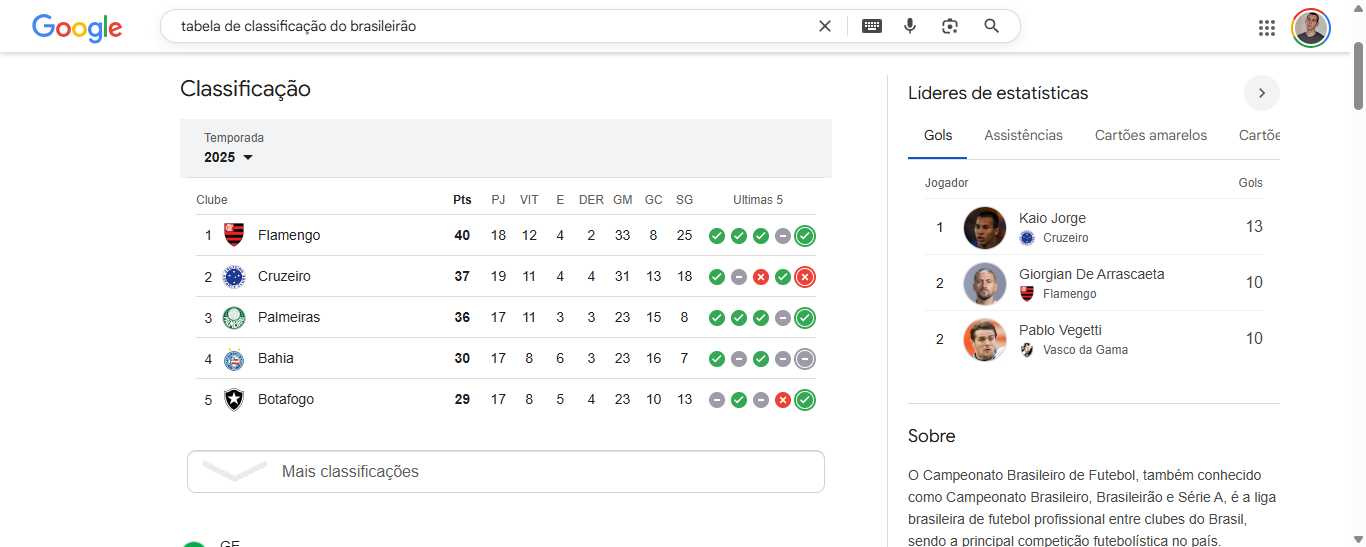 Google
tabela de classificação do brasileirão
Classificação
Temporada
2025
Clube Pts PJ VIT E DER GM GC SG Ultimas 5
1 Flamengo 40 18 12 4 2 33 8 25
2 Cruzeiro 37 19 11 4 4 31 13 18
3 Palmeiras 36 17 11 3 3 23 15 8
4 Bahia 30 17 8 6 3 23 16 7
5 Botafogo 29 17 8 5 4 23 10 13
Mais classificações
GE
Líderes de estatísticas
Gols Assistências Cartões amarelos Cartõe
Jogador Gols
1 Kaio Jorge 13
Cruzeiro
2 Giorgian De Arrascaeta 10
Flamengo
2 Pablo Vegetti 10
Vasco da Gama
Sobre
O Campeonato Brasileiro de Futebol, também conhecido
como Campeonato Brasileiro, Brasileirão e Série A, é a liga
brasileira de futebol profissional entre clubes do Brasil,
sendo a principal competição futebolística no país.